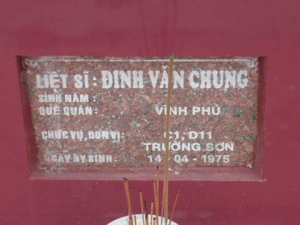 LIỆT SĨ : ĐINH VĂN CHUNG
SINH NĂM :
QUÊ QUÁN : VĨNH PHÚ
CHỨC VỤ, ĐƠN VỊ : C1, D11
TRƯỜNG SƠN
NGÀY HY SINH : 14 - 04 - 1975